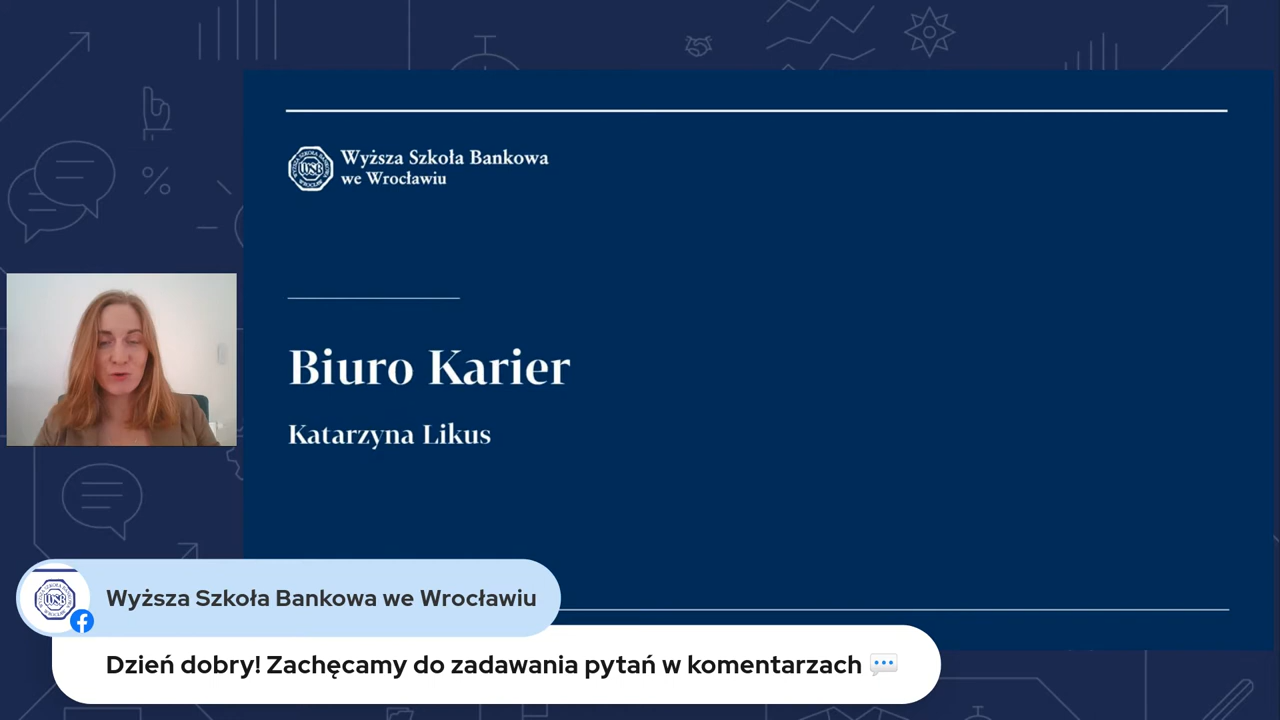 Wyższa Szkoła Bankowa
we Wrocławiu
WSB
Biuro Karier
Katarzyna Likus
Wyższa Szkoła Bankowa we Wrocławiu
Dzień dobry! Zachęcamy do zadawania pytań w komentarzach 💬